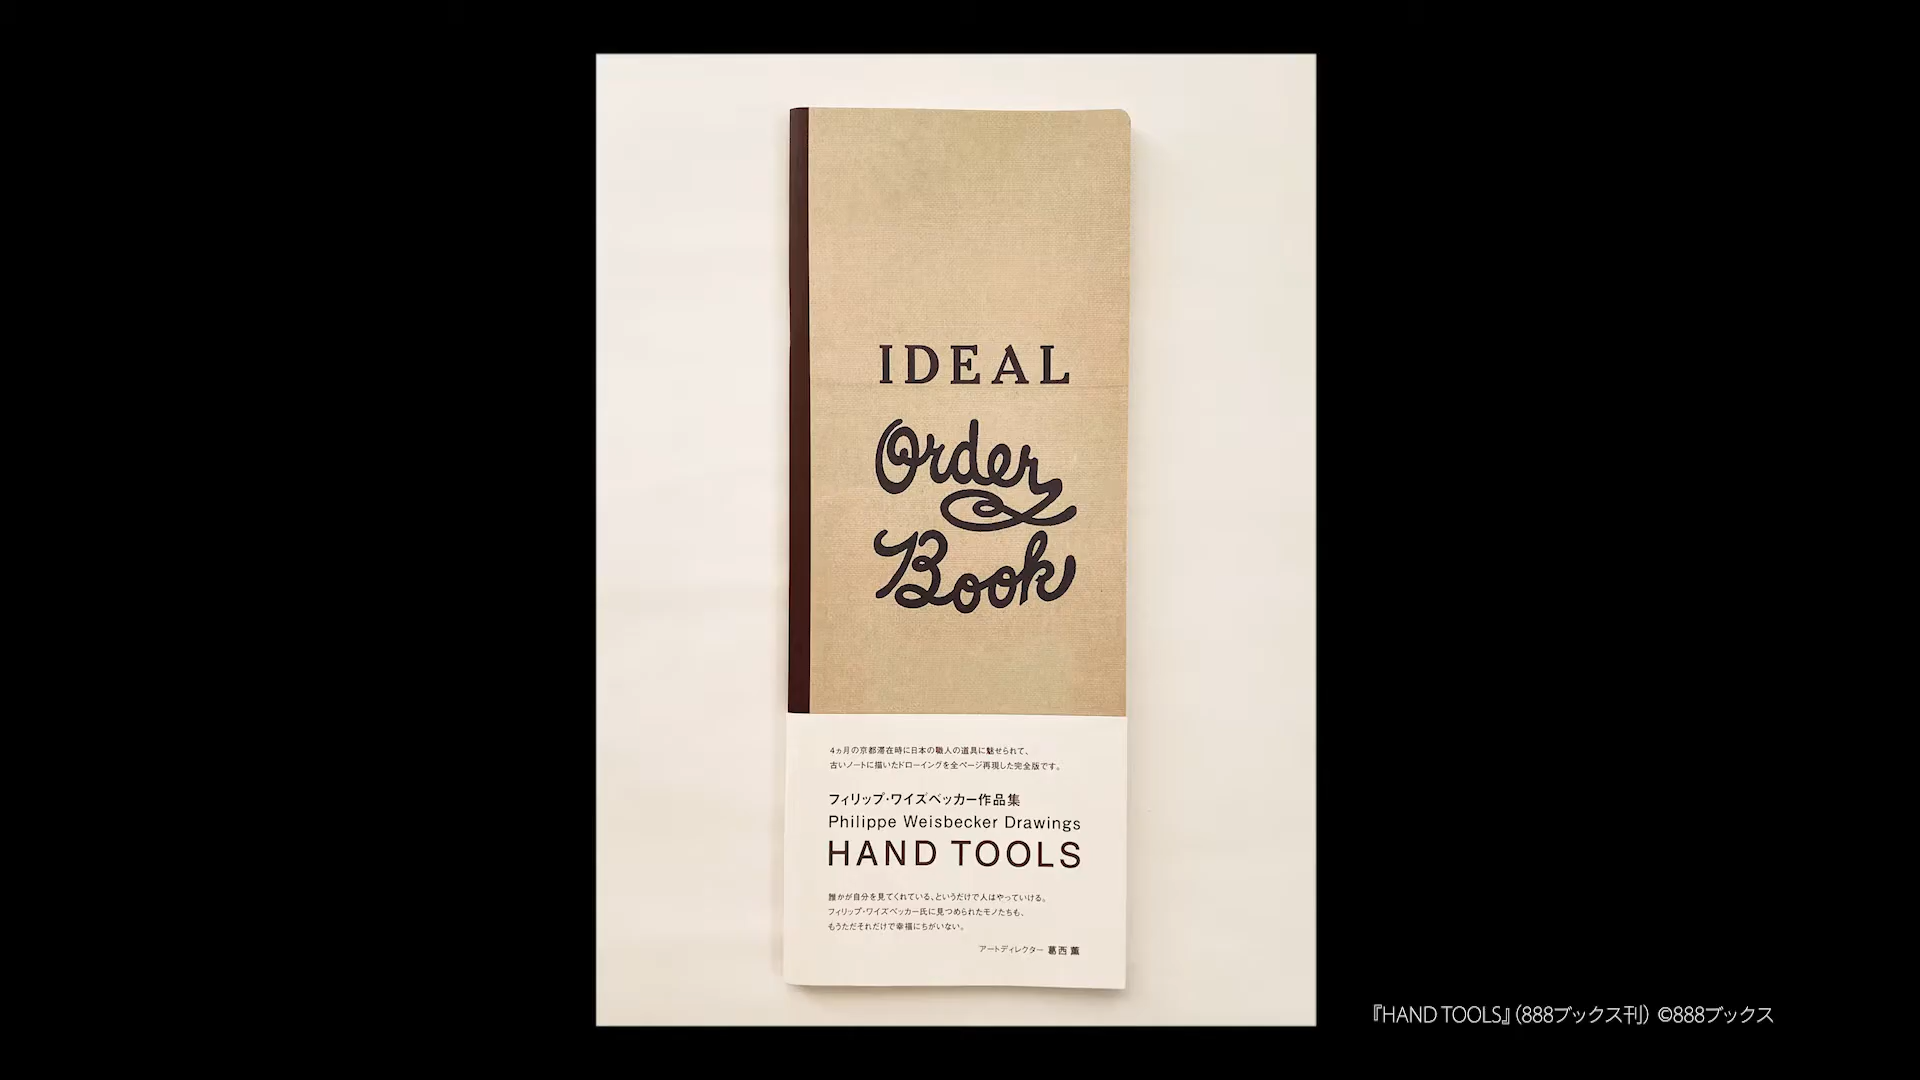 IDEAL
Order
Book
4ヵ月の京都滞在時に日本の職人の道具に魅せられて、
古いノートに描いたドローイングを全ページ再現した完全版です。
フィリップ・ワイズベッカー作品集
Philippe Weisbecker Drawings
HAND TOOLS
誰かが自分を見てくれている、というだけで人はやっていける。
フィリップ・ワイズベッカー氏に見つめられたモノたちも、
もうただそれだけで幸福にちがいない。
アートディレクター 葛西 薫
『HAND TOOLS』（888ブックス刊） ©888ブックス